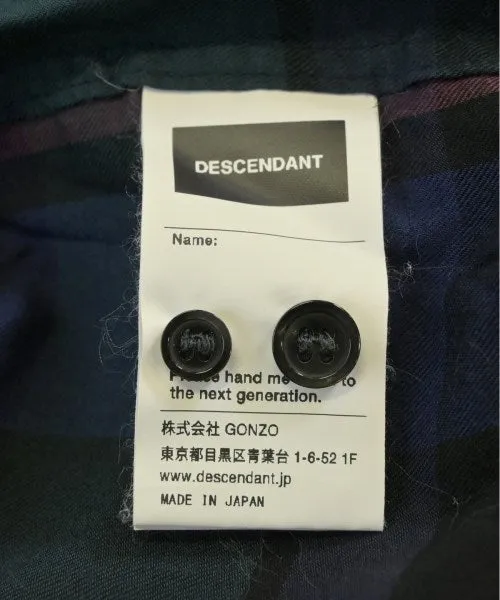 DESCENDANT
Name:
hand me to
the next generation.
株式会社 GONZO
東京都目黒区青葉台 1-6-52 1F
www.descendant.jp
MADE IN JAPAN